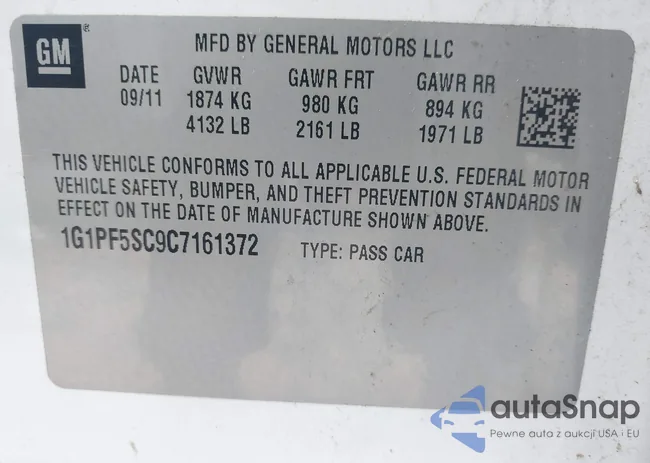 GM
MFD BY GENERAL MOTORS LLC
DATE GVWR GAWR FRT GAWR RR
09/11 1874 KG 980 KG 894 KG
4132 LB 2161 LB 1971 LB
THIS VEHICLE CONFORMS TO ALL APPLICABLE U.S. FEDERAL MOTOR
VEHICLE SAFETY, BUMPER, AND THEFT PREVENTION STANDARDS IN
EFFECT ON THE DATE OF MANUFACTURE SHOWN ABOVE.
1G1PF5SC9C7161372 TYPE: PASS CAR
autaSnap
Pewne auta z aukcji USA i EU